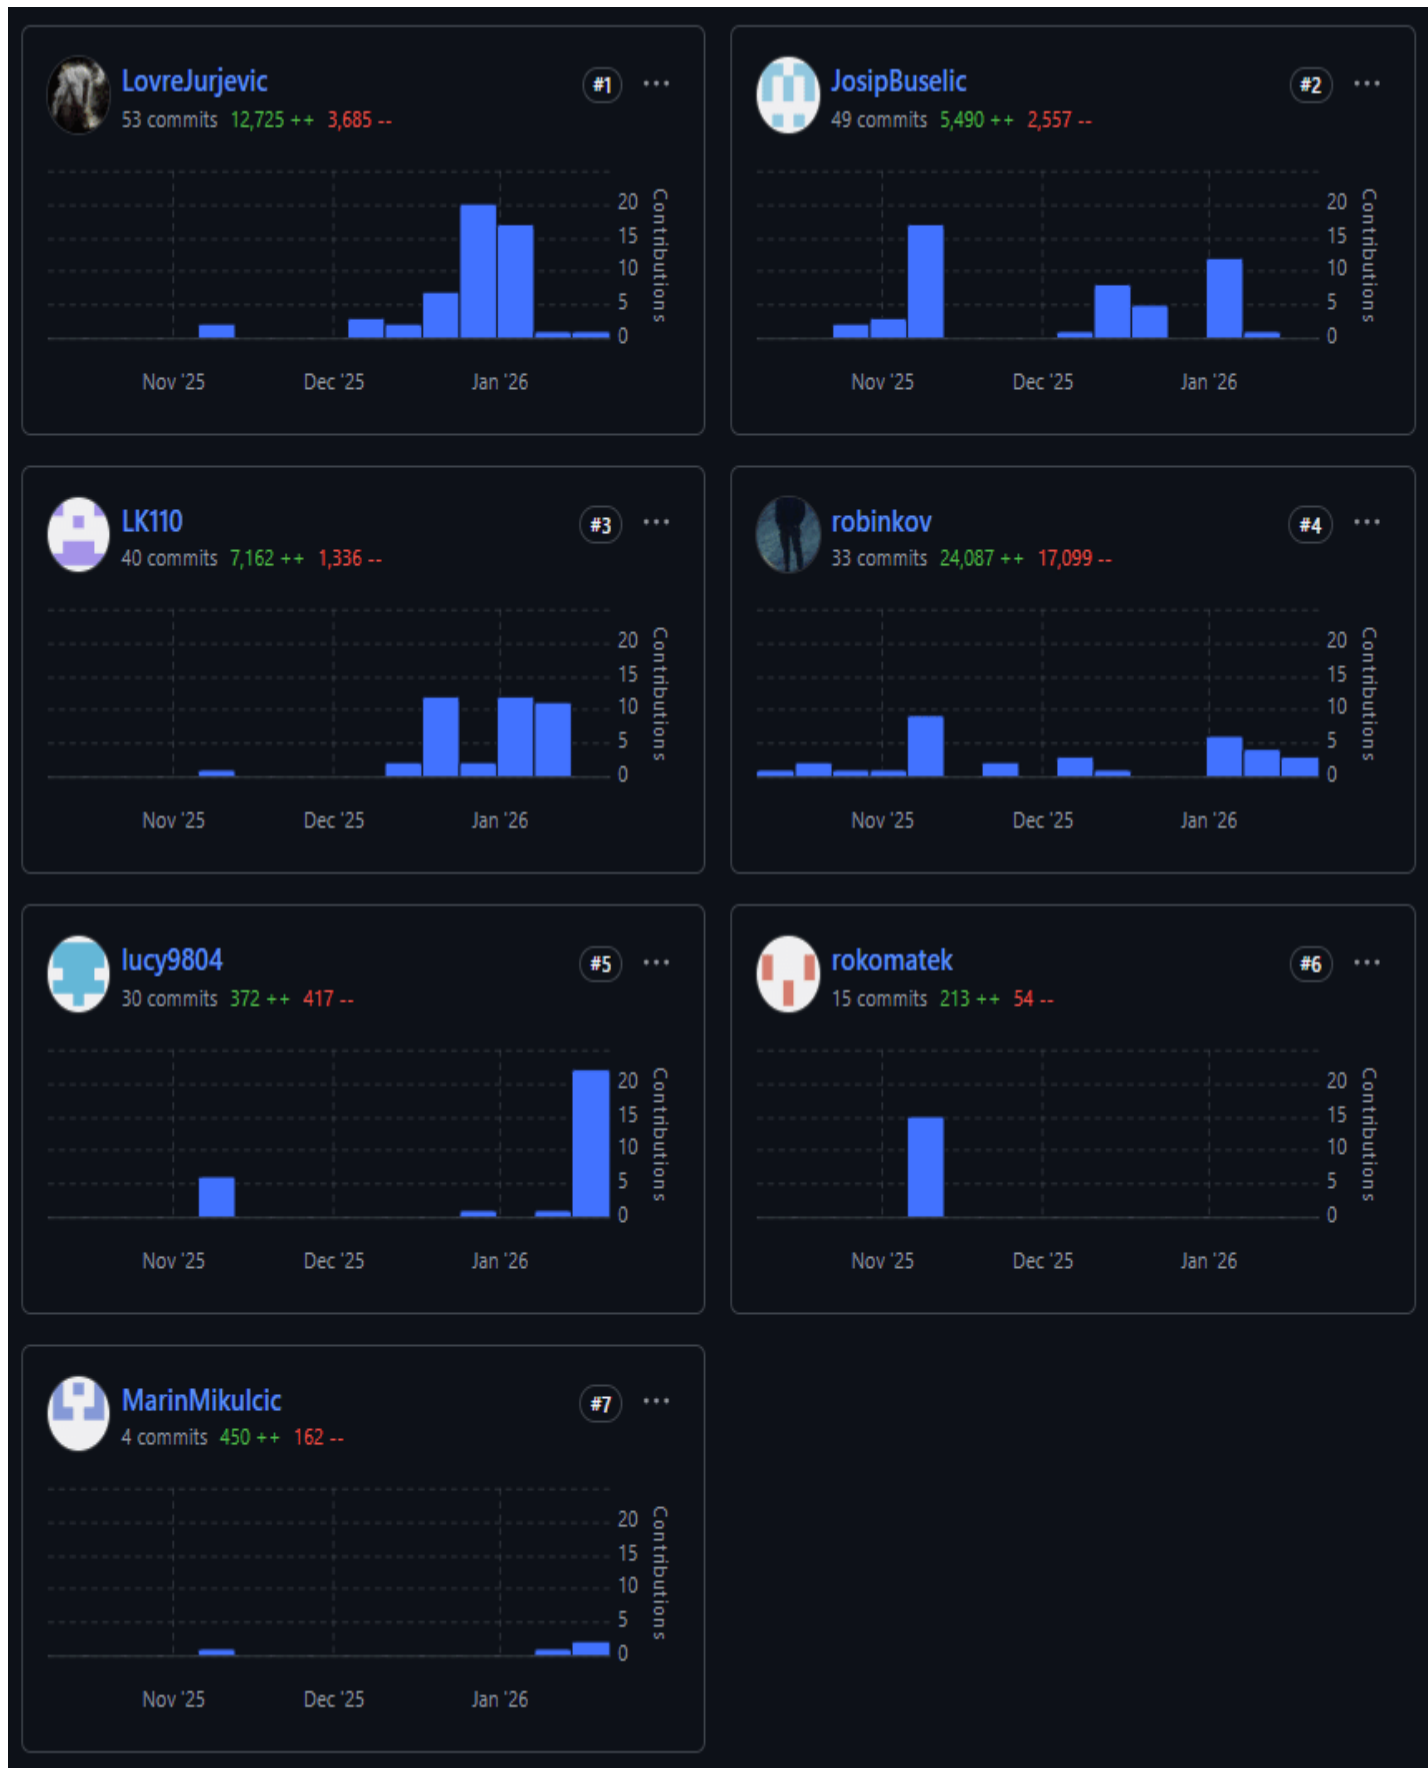 LovreJurjevic
#1
53 commits 12,725 ++ 3,685 --
20
15
10
5
0
Contributions
Nov '25 Dec '25 Jan '26
JosipBuselic
#2
49 commits 5,490 ++ 2,557 --
20
15
10
5
0
Contributions
Nov '25 Dec '25 Jan '26
LK110
#3
40 commits 7,162 ++ 1,336 --
20
15
10
5
0
Contributions
Nov '25 Dec '25 Jan '26
robinkov
#4
33 commits 24,087 ++ 17,099 --
20
15
10
5
0
Contributions
Nov '25 Dec '25 Jan '26
lucy9804
#5
30 commits 372 ++ 417 --
20
15
10
5
0
Contributions
Nov '25 Dec '25 Jan '26
rokomatek
#6
15 commits 213 ++ 54 --
20
15
10
5
0
Contributions
Nov '25 Dec '25 Jan '26
MarinMikulcic
#7
4 commits 450 ++ 162 --
20
15
10
5
0
Contributions
Nov '25 Dec '25 Jan '26